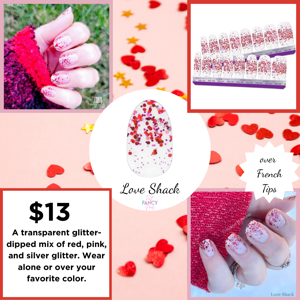 Love Shack
FANCY
over
French
Tips
$13
A transparent glitter-
dipped mix of red, pink,
and silver glitter. Wear
alone or over your
favorite color.
Love Shack